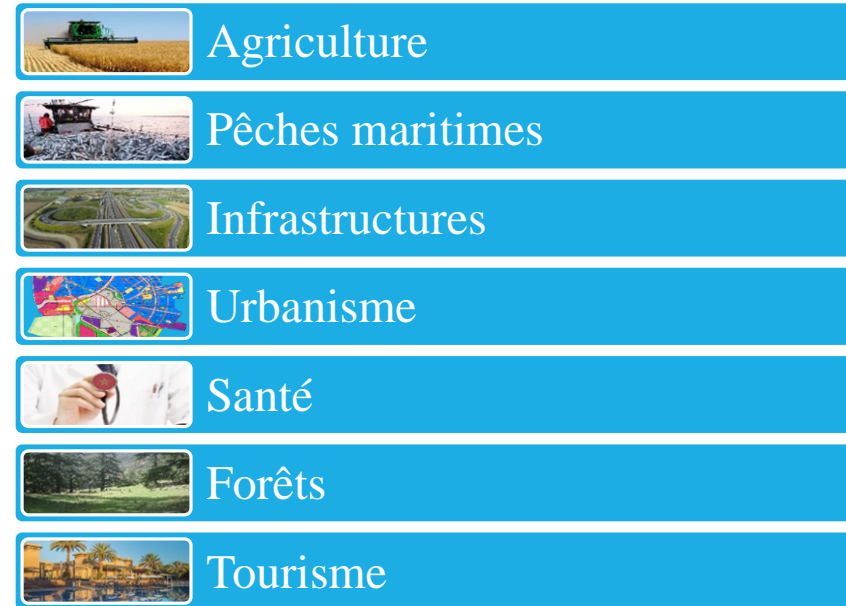 Agriculture
Pêches maritimes
Infrastructures
Urbanisme
Santé
Forêts
Tourisme